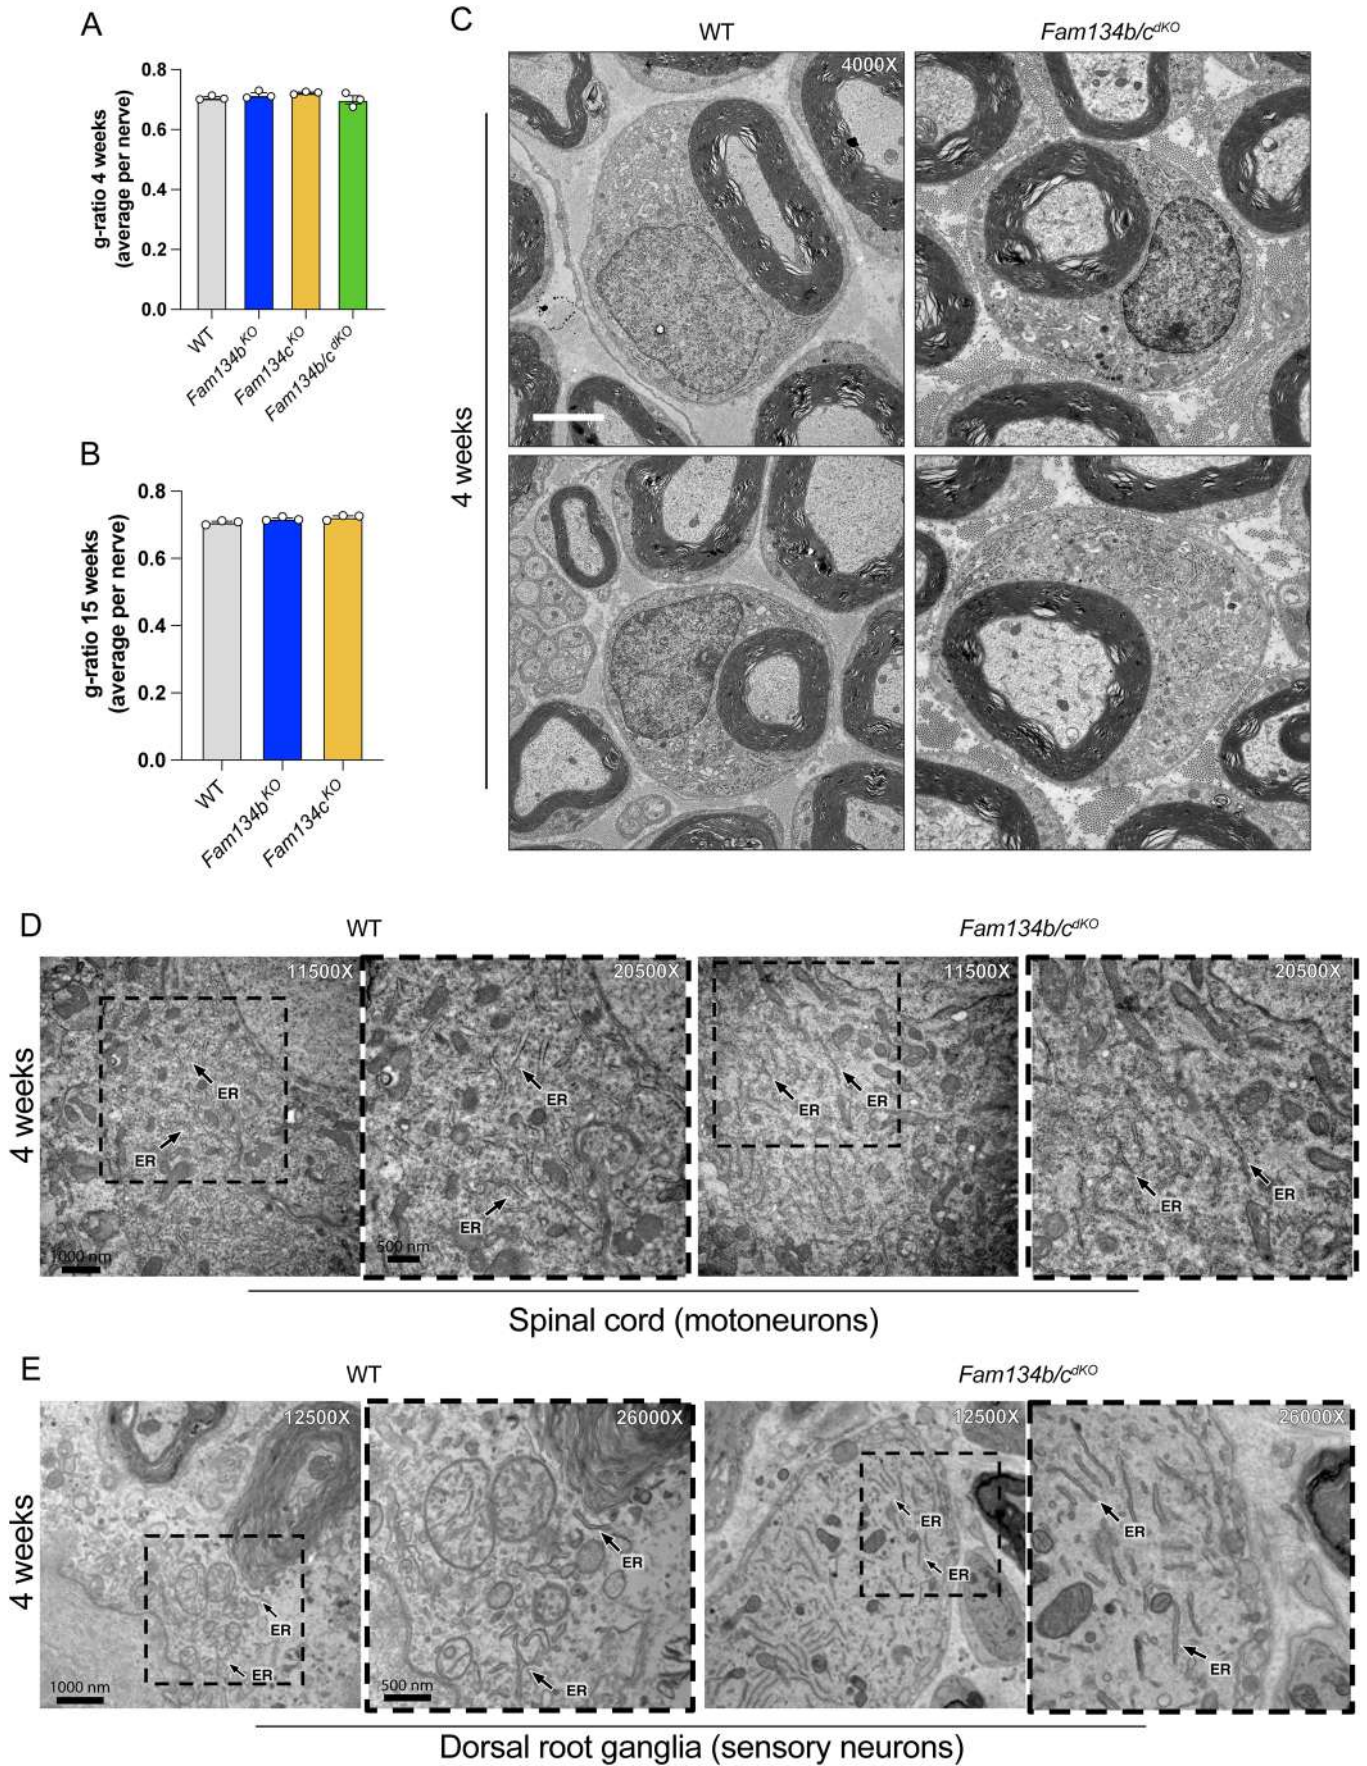 A
g-ratio 4 weeks
(average per nerve)
0.8
0.6
0.4
0.2
0.0
WT
Fam134b^KO
Fam134c^KO
Fam134b/c^dKO
B
g-ratio 15 weeks
(average per nerve)
0.8
0.6
0.4
0.2
0.0
WT
Fam134b^KO
Fam134c^KO
C
WT
Fam134b/c^dKO
4000X
4 weeks
D
WT
Fam134b/c^dKO
4 weeks
11500X
ER
ER
1000 nm
20500X
ER
ER
500 nm
11500X
ER
ER
20500X
ER
ER
Spinal cord (motoneurons)
E
WT
Fam134b/c^dKO
4 weeks
12500X
ER
ER
1000 nm
26000X
ER
ER
500 nm
12500X
ER
ER
26000X
ER
ER
Dorsal root ganglia (sensory neurons)